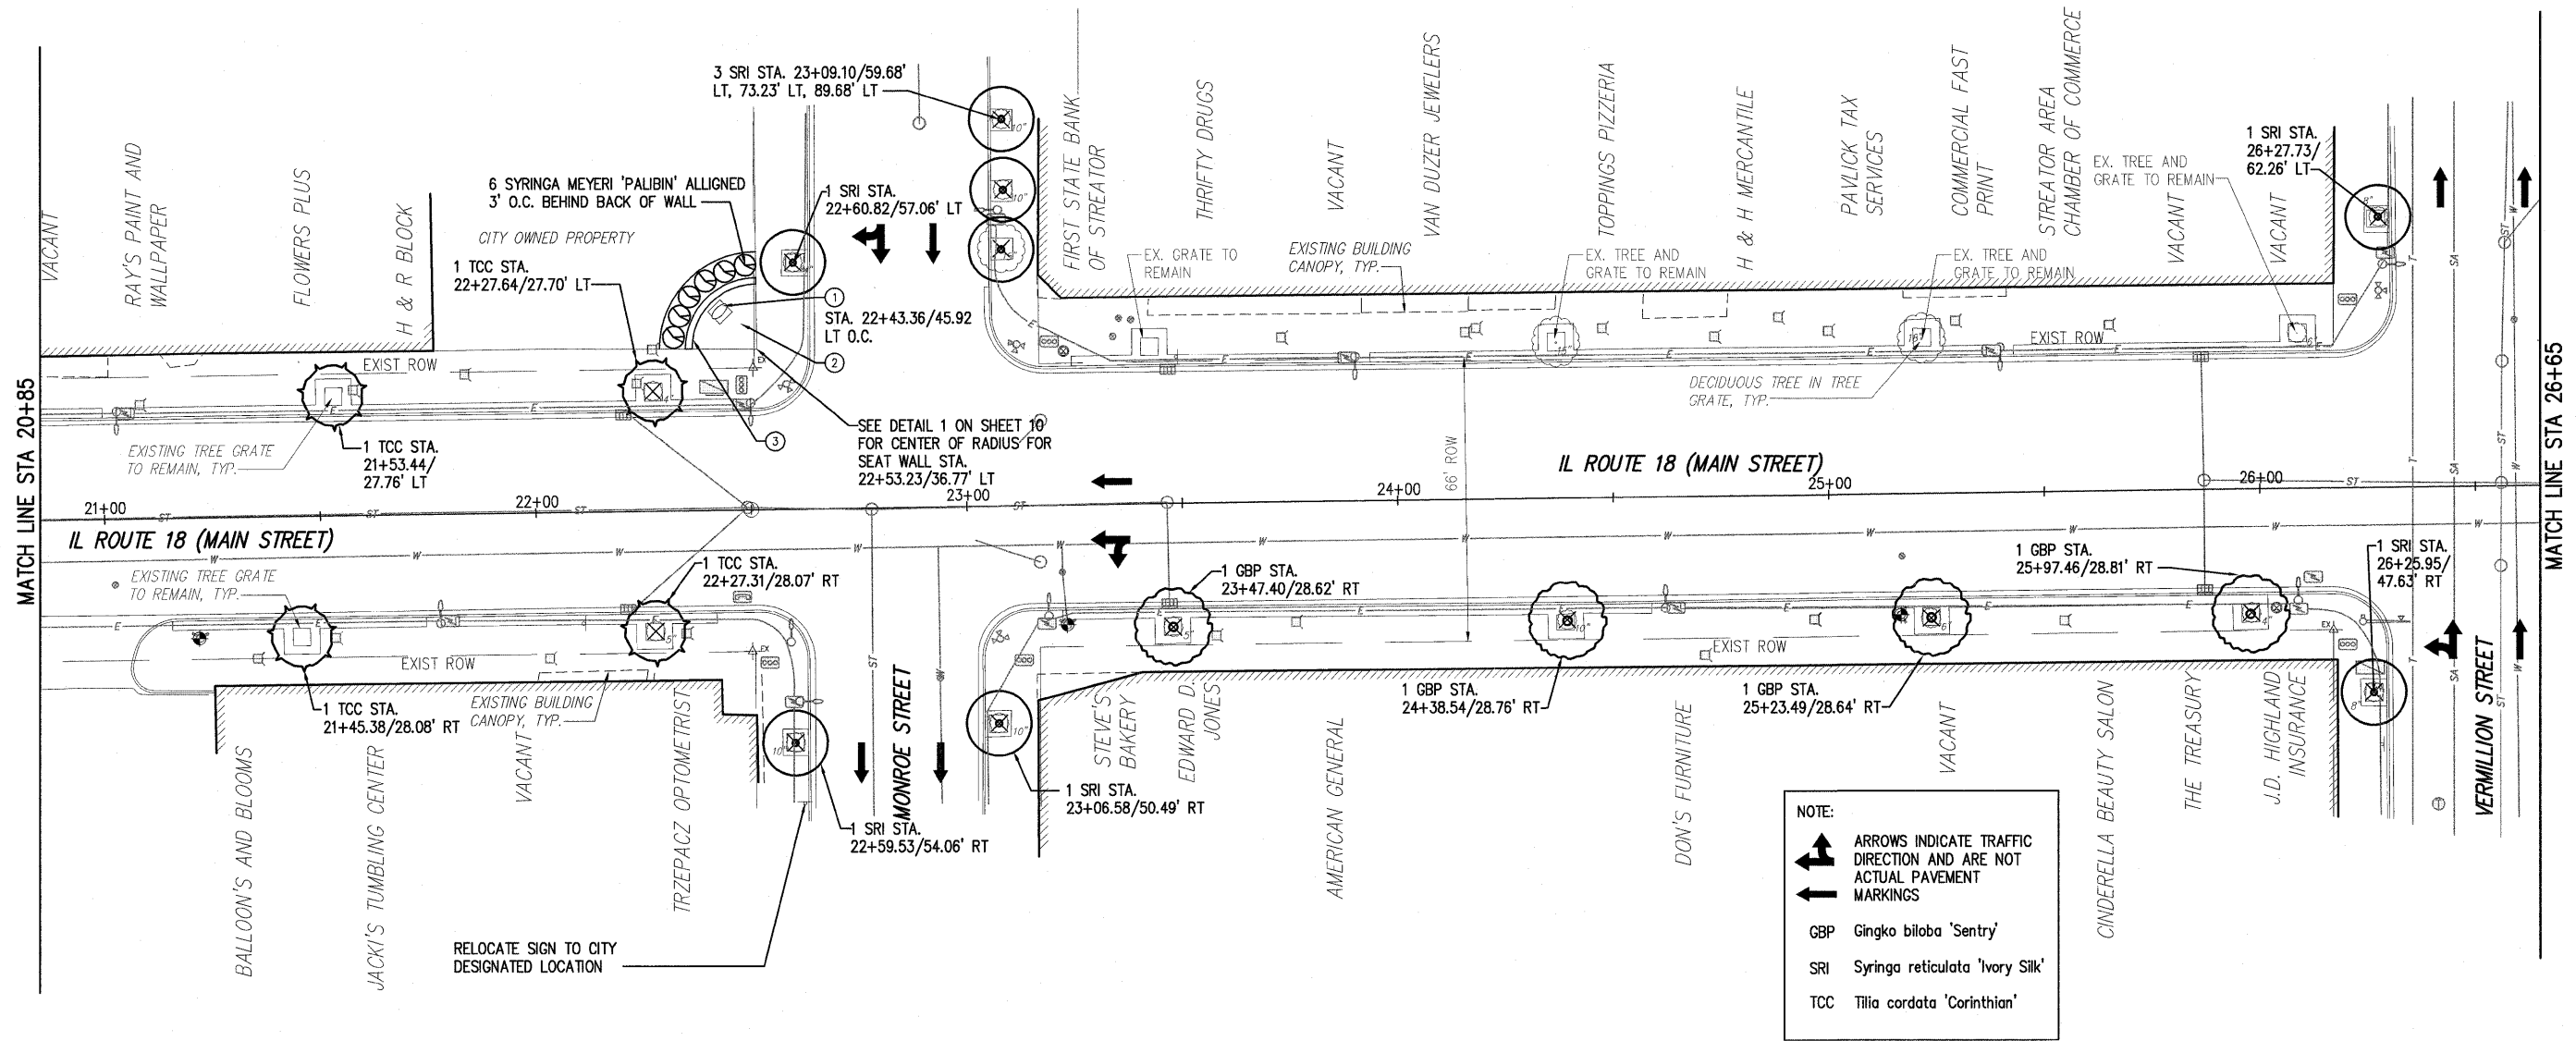 MATCH LINE STA 20+85
VACANT
RAY'S PAINT AND
WALLPAPER
FLOWERS PLUS
H & R BLOCK
6 SYRINGA MEYERI 'PALIBIN' ALLIGNED
3' O.C. BEHIND BACK OF WALL
CITY OWNED PROPERTY
1 TCC STA.
22+27.64/27.70' LT
3 SRI STA. 23+09.10/59.68'
LT, 73.23' LT, 89.68' LT
1 SRI STA.
22+60.82/57.06' LT
1
STA. 22+43.36/45.92
LT O.C.
2
3
SEE DETAIL 1 ON SHEET 10
FOR CENTER OF RADIUS FOR
SEAT WALL STA.
22+53.23/36.77' LT
EXIST ROW
EXISTING TREE GRATE
TO REMAIN, TYP.
1 TCC STA.
21+53.44/
27.76' LT
4"
10"
10"
FIRST STATE BANK
OF STREATOR
THRIFTY DRUGS
VACANT
VAN DUZER JEWELERS
TOPPINGS PIZZERIA
H & H MERCANTILE
PAVLICK TAX
SERVICES
COMMERCIAL FAST
PRINT
STREATOR AREA
CHAMBER OF COMMERCE
VACANT
VACANT
EX. GRATE TO
REMAIN
EXISTING BUILDING
CANOPY, TYP.
EX. TREE AND
GRATE TO REMAIN
EX. TREE AND
GRATE TO REMAIN
EX. TREE AND
GRATE TO REMAIN
1 SRI STA.
26+27.73/
62.26' LT
8"
EXIST ROW
DECIDUOUS TREE IN TREE
GRATE, TYP.
66' ROW
IL ROUTE 18 (MAIN STREET)
21+00
22+00
23+00
24+00
25+00
26+00
IL ROUTE 18 (MAIN STREET)
EXISTING TREE GRATE
TO REMAIN, TYP.
1 TCC STA.
22+27.31/28.07' RT
1 GBP STA.
23+47.40/28.62' RT
1 GBP STA.
25+97.46/28.81' RT
1 SRI STA.
26+25.95/
47.63' RT
5"
5"
10"
6"
4"
EX
EX
EXIST ROW
EXIST ROW
1 TCC STA.
21+45.38/28.08' RT
EXISTING BUILDING
CANOPY, TYP.
1 GBP STA.
24+38.54/28.76' RT
1 GBP STA.
25+23.49/28.64' RT
10"
10"
8"
1 SRI STA.
23+06.58/50.49' RT
1 SRI STA.
22+59.53/54.06' RT
BALLOON'S AND BLOOMS
JACKI'S TUMBLING CENTER
VACANT
TRZEPACZ OPTOMETRIST
MONROE STREET
STEVE'S
BAKERY
EDWARD D.
JONES
AMERICAN GENERAL
DON'S FURNITURE
VACANT
CINDERELLA BEAUTY SALON
THE TREASURY
J.D. HIGHLAND
INSURANCE
VERMILLION STREET
MATCH LINE STA 26+65
RELOCATE SIGN TO CITY
DESIGNATED LOCATION
NOTE:
ARROWS INDICATE TRAFFIC
DIRECTION AND ARE NOT
ACTUAL PAVEMENT
MARKINGS
GBP Gingko biloba 'Sentry'
SRI Syringa reticulata 'Ivory Silk'
TCC Tilia cordata 'Corinthian'